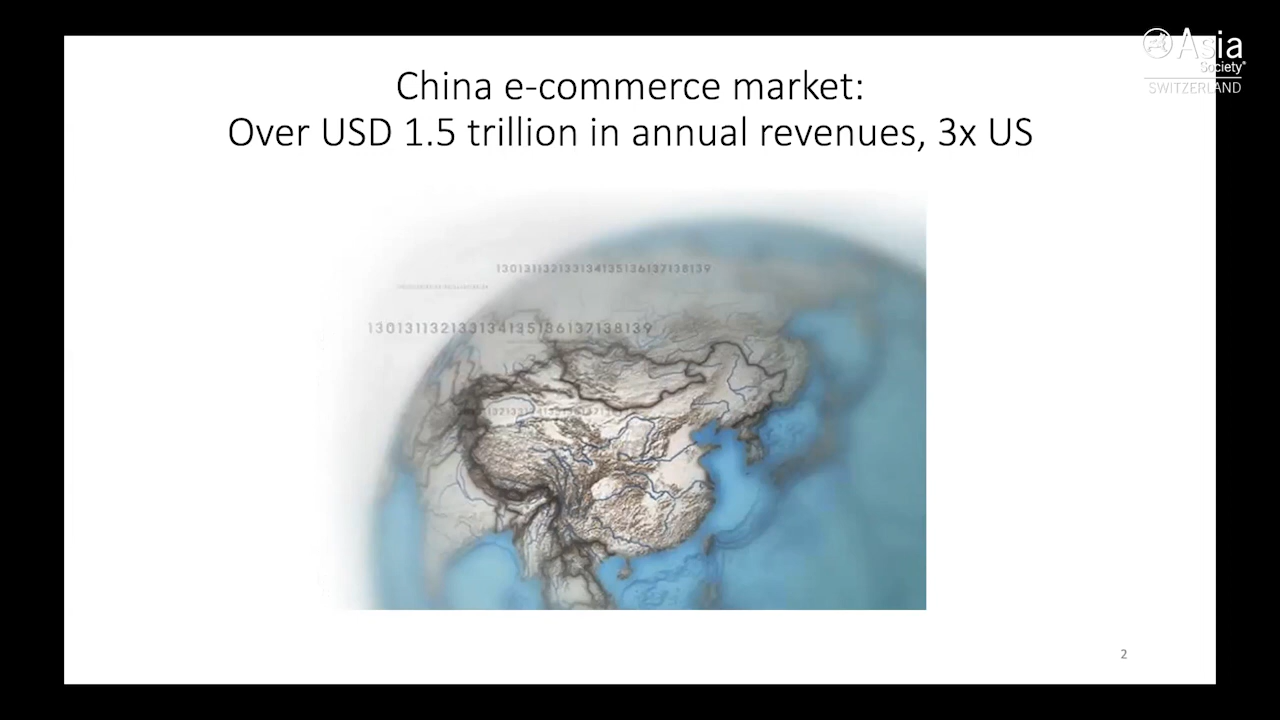 Asia
Society
SWITZERLAND
China e-commerce market:
Over USD 1.5 trillion in annual revenues, 3x US
130131132133134135136137138139
130131132133134135136137138139
2